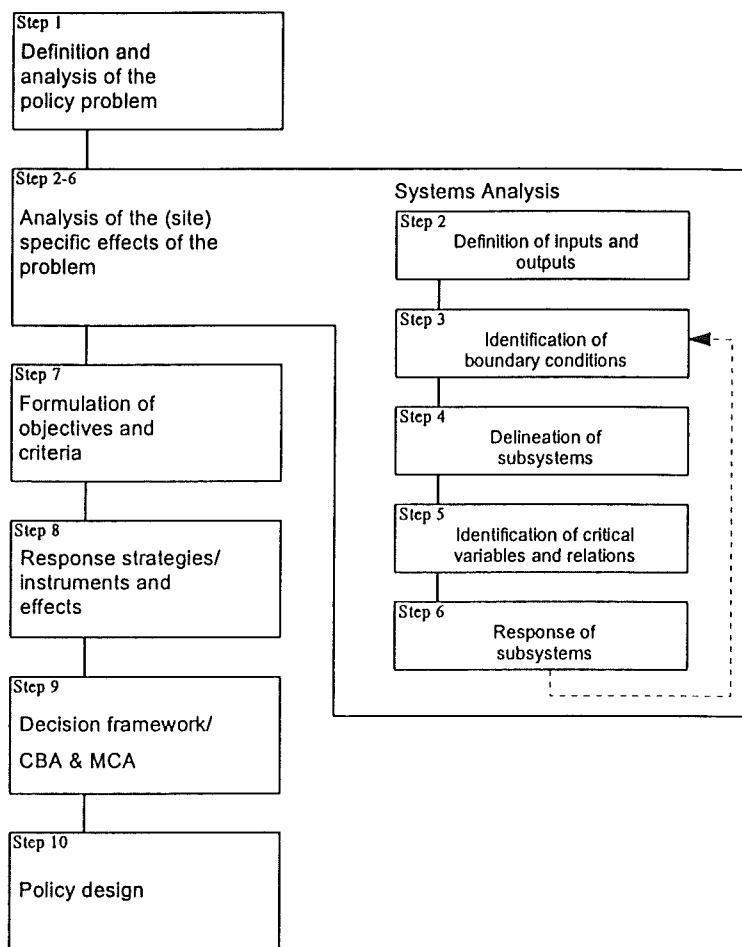 Step 1
Definition and
analysis of the
policy problem
Step 2-6
Analysis of the (site)
specific effects of the
problem
Systems Analysis
Step 2
Definition of inputs and
outputs
Step 3
Identification of
boundary conditions
Step 4
Delineation of
subsystems
Step 5
Identification of critical
variables and relations
Step 6
Response of
subsystems
Step 7
Formulation of
objectives and
criteria
Step 8
Response strategies/
instruments and
effects
Step 9
Decision framework/
CBA & MCA
Step 10
Policy design